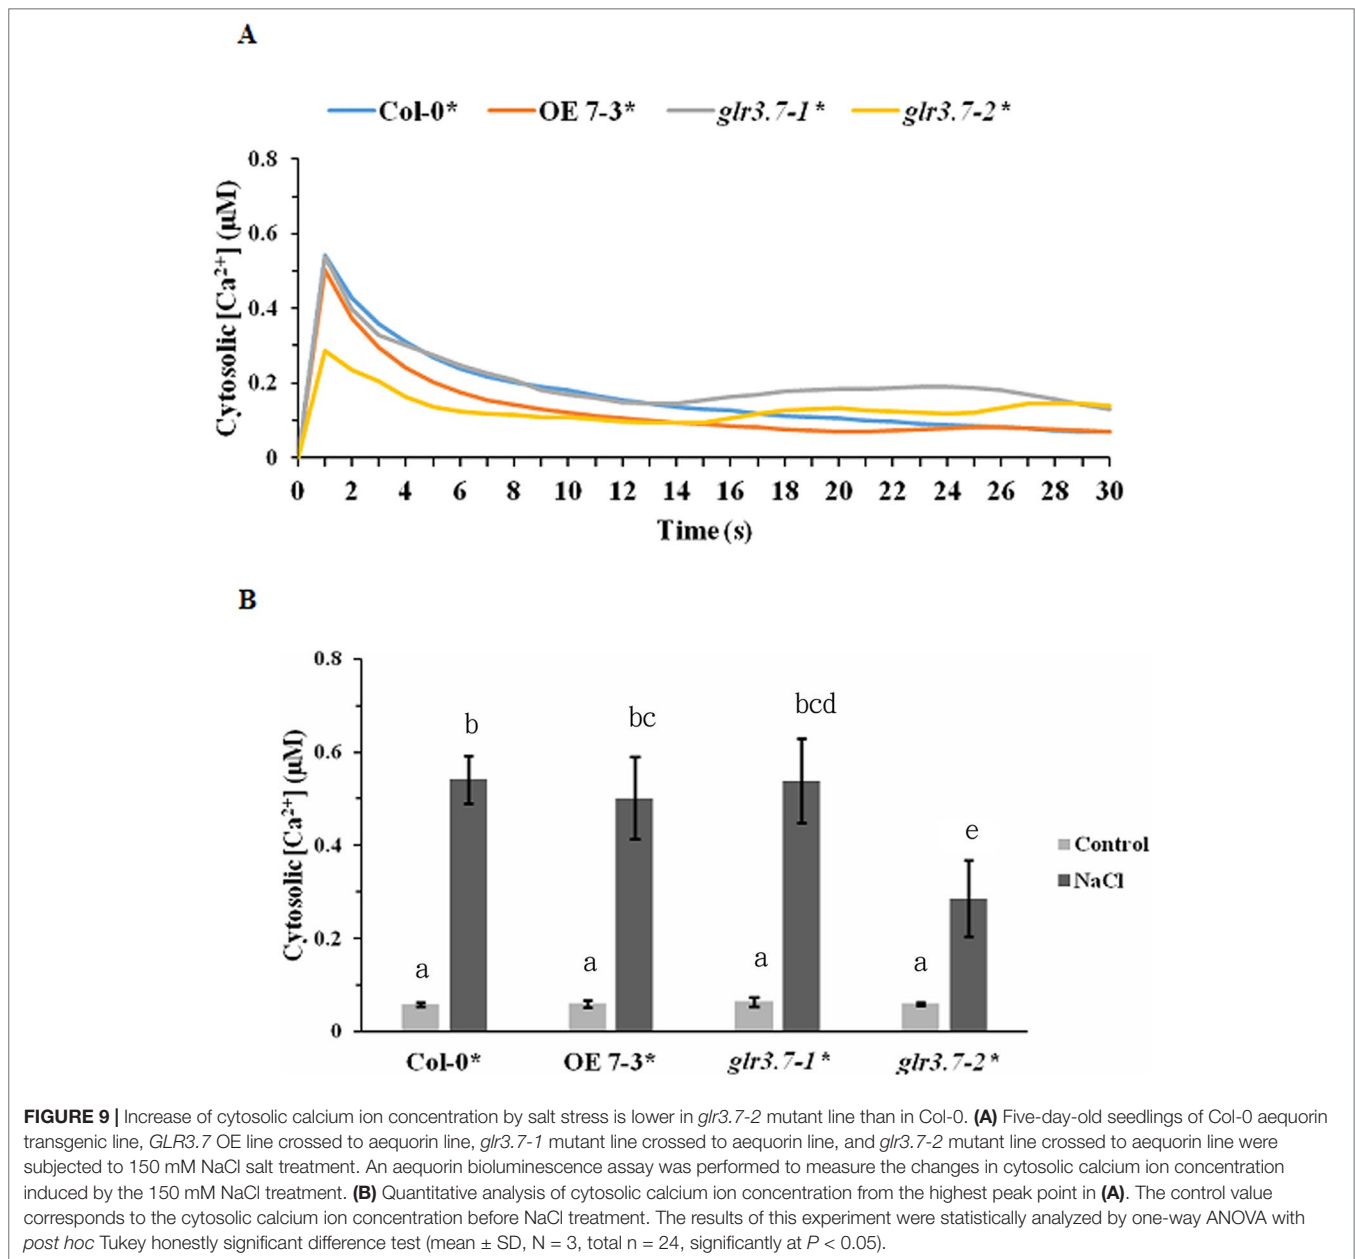 A
Col-0* OE 7-3* glr3.7-1* glr3.7-2*
0.8
0.6
0.4
0.2
0
Cytosolic [Ca²⁺] (µM)
0 2 4 6 8 10 12 14 16 18 20 22 24 26 28 30
Time (s)
B
0.8
0.6
0.4
0.2
0
Cytosolic [Ca²⁺] (µM)
a b a bc a bcd a e
Control
NaCl
Col-0* OE 7-3* glr3.7-1* glr3.7-2*
FIGURE 9 | Increase of cytosolic calcium ion concentration by salt stress is lower in glr3.7-2 mutant line than in Col-0. (A) Five-day-old seedlings of Col-0 aequorin
transgenic line, GLR3.7 OE line crossed to aequorin line, glr3.7-1 mutant line crossed to aequorin line, and glr3.7-2 mutant line crossed to aequorin line were
subjected to 150 mM NaCl salt treatment. An aequorin bioluminescence assay was performed to measure the changes in cytosolic calcium ion concentration
induced by the 150 mM NaCl treatment. (B) Quantitative analysis of cytosolic calcium ion concentration from the highest peak point in (A). The control value
corresponds to the cytosolic calcium ion concentration before NaCl treatment. The results of this experiment were statistically analyzed by one-way ANOVA with
post hoc Tukey honestly significant difference test (mean ± SD, N = 3, total n = 24, significantly at P < 0.05).